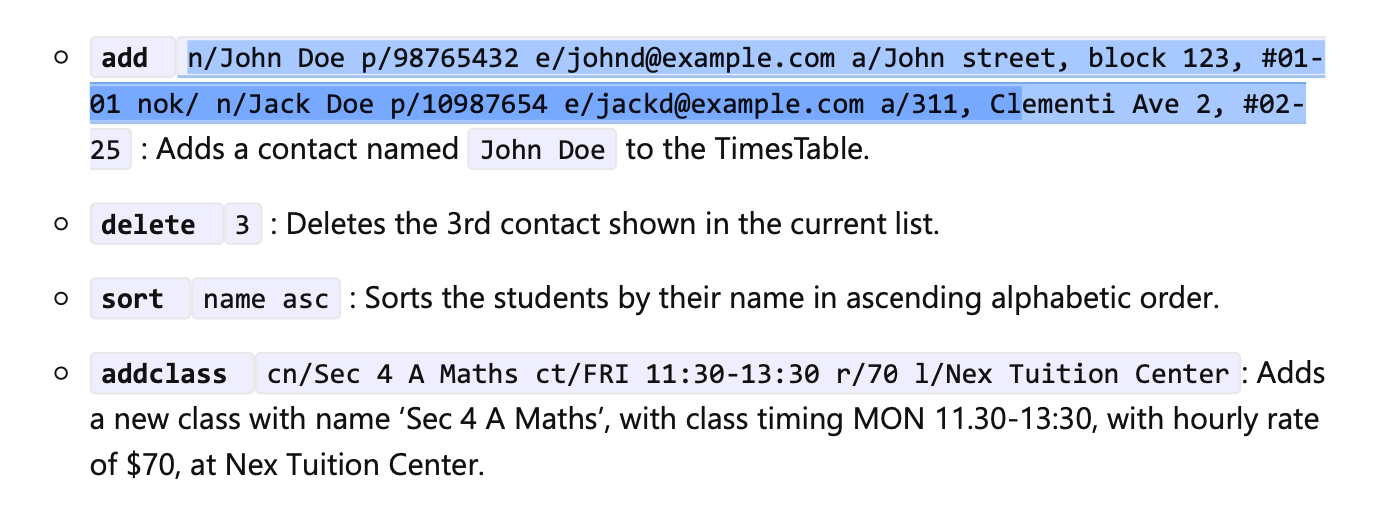 add n/John Doe p/98765432 e/johnd@example.com a/John street, block 123, #01-
01 nok/ n/Jack Doe p/10987654 e/jackd@example.com a/311, Clementi Ave 2, #02-
25 : Adds a contact named John Doe to the TimesTable.
delete 3 : Deletes the 3rd contact shown in the current list.
sort name asc : Sorts the students by their name in ascending alphabetic order.
addclass cn/Sec 4 A Maths ct/FRI 11:30-13:30 r/70 l/Nex Tuition Center : Adds
a new class with name ‘Sec 4 A Maths’, with class timing MON 11.30-13:30, with hourly rate
of $70, at Nex Tuition Center.